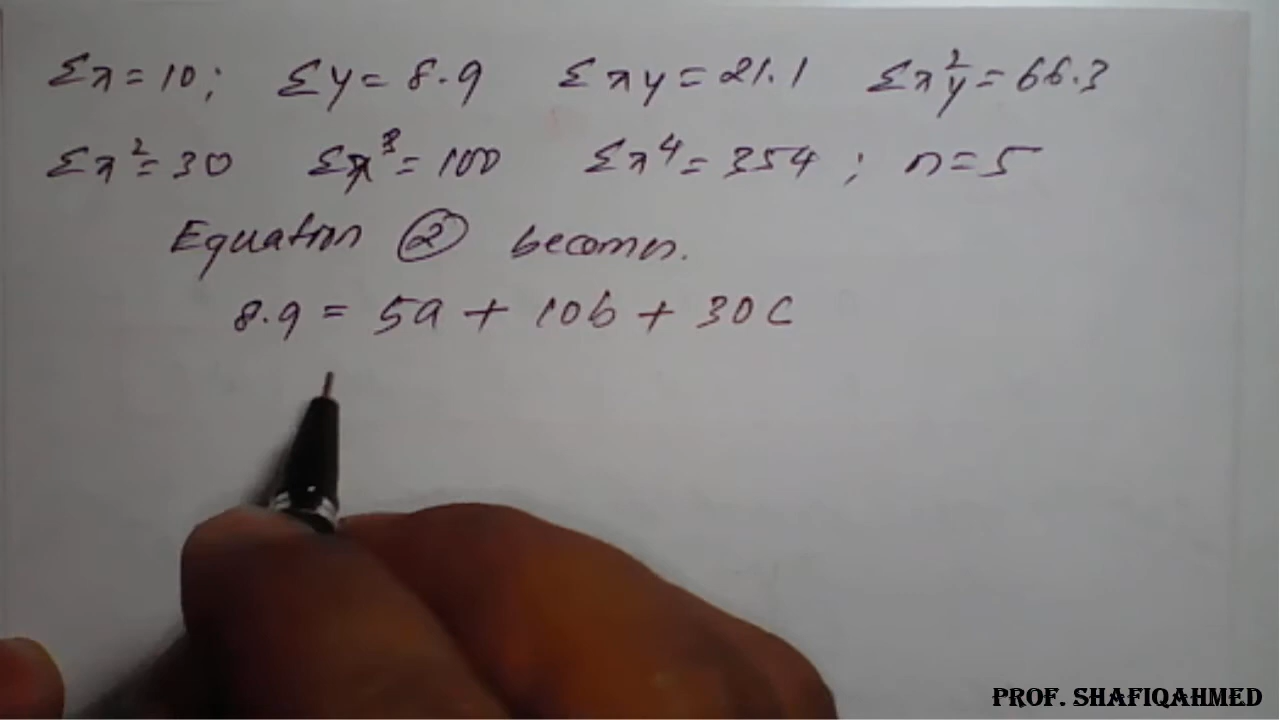 Σx = 10; Σy = 8.9 Σxy = 21.1 Σx²y = 66.3
Σx² = 30 Σx³ = 100 Σx⁴ = 354 ; n = 5
Equation ② becomes.
8.9 = 5a + 10b + 30c
PROF. SHAFIQAHMED